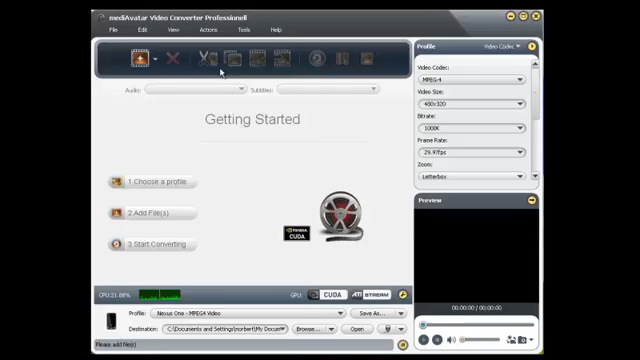 mediAvatar Video Converter Professionell
File Edit View Actions Tools Help
Audio: Subtitles:
Getting Started
1 Choose a profile
2 Add File(s)
3 Start Converting
NVIDIA CUDA
Profile Video Codec
Video Codec:
MPEG-4
Video Size:
480x320
Bitrate:
1000K
Frame Rate:
29.97fps
Zoom:
Letterbox
Preview
00:00:00 / 00:00:00
CPU:21.88% GPU: CUDA ATI STREAM
Profile: Nexus One - MPEG4 Video Save As...
Destination: C:\Documents and Settings\norbert\My Docum Browse... Open
Please add file(s)